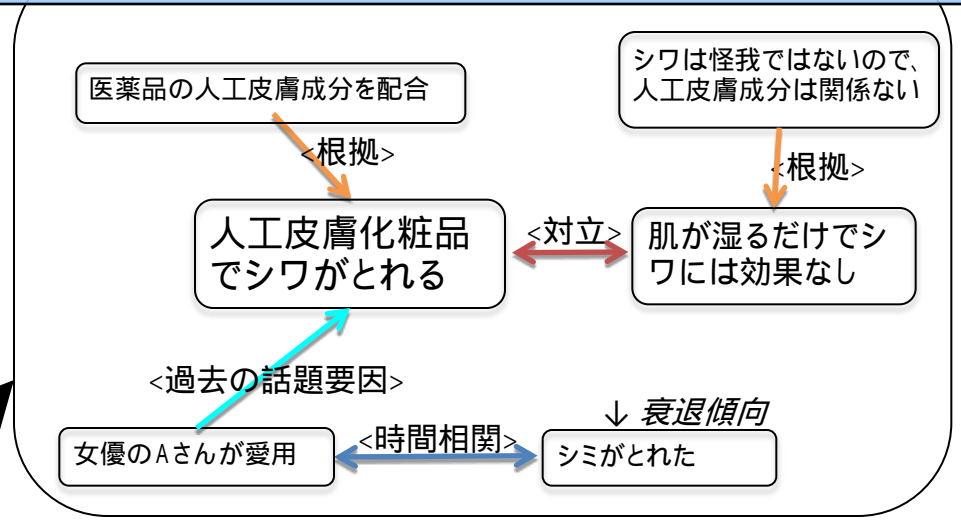 医薬品の人工皮膚成分を配合
シワは怪我ではないので、
人工皮膚成分は関係ない
<根拠>
<根拠>
人工皮膚化粧品
でシワがとれる
<対立>
肌が湿るだけでシ
ワには効果なし
<過去の話題要因>
↓ 衰退傾向
女優のAさんが愛用
<時間相関>
シミがとれた